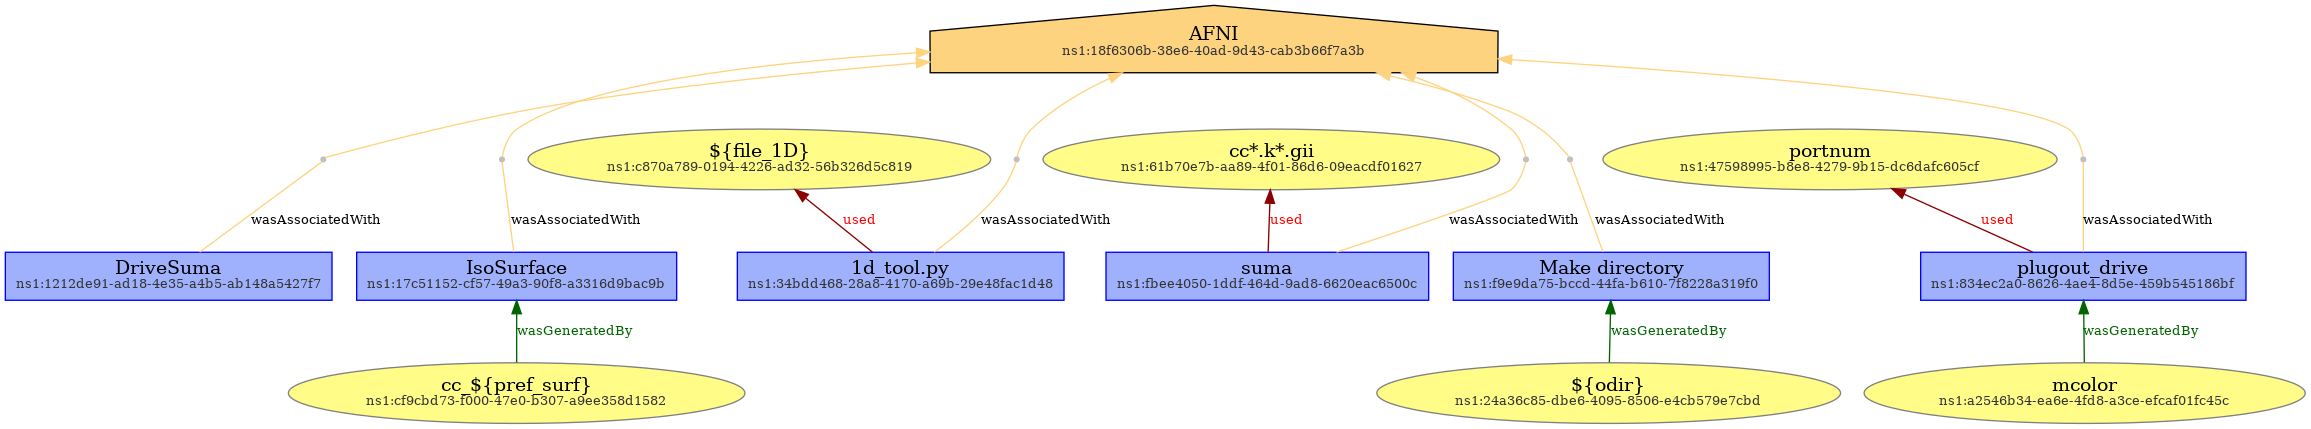 AFNI
ns1:18f6306b-38e6-40ad-9d43-cab3b66f7a3b
${file_1D}
ns1:c870a789-0194-4226-ad32-56b326d5c819
cc*.k*.gii
ns1:61b70e7b-aa89-4f01-86d6-09eacdf01627
portnum
ns1:47598995-b8e8-4279-9b15-dc6dafc605cf
wasAssociatedWith
wasAssociatedWith
used
wasAssociatedWith
used
wasAssociatedWith
wasAssociatedWith
used
wasAssociatedWith
DriveSuma
ns1:1212de91-ad18-4e35-a4b5-ab148a5427f7
IsoSurface
ns1:17c51152-cf57-49a3-90f8-a3316d9bac9b
1d_tool.py
ns1:34bdd468-28a8-4170-a69b-29e48fac1d48
suma
ns1:fbee4050-1ddf-464d-9ad8-6620eac6500c
Make directory
ns1:f9e9da75-bccd-44fa-b610-7f8228a319f0
plugout_drive
ns1:834ec2a0-8626-4ae4-8d5e-459b545186bf
wasGeneratedBy
wasGeneratedBy
wasGeneratedBy
cc_${pref_surf}
ns1:cf9cbd73-f000-47e0-b307-a9ee358d1582
${odir}
ns1:24a36c85-dbe6-4095-8506-e4cb579e7cbd
mcolor
ns1:a2546b34-ea6e-4fd8-a3ce-efcaf01fc45c